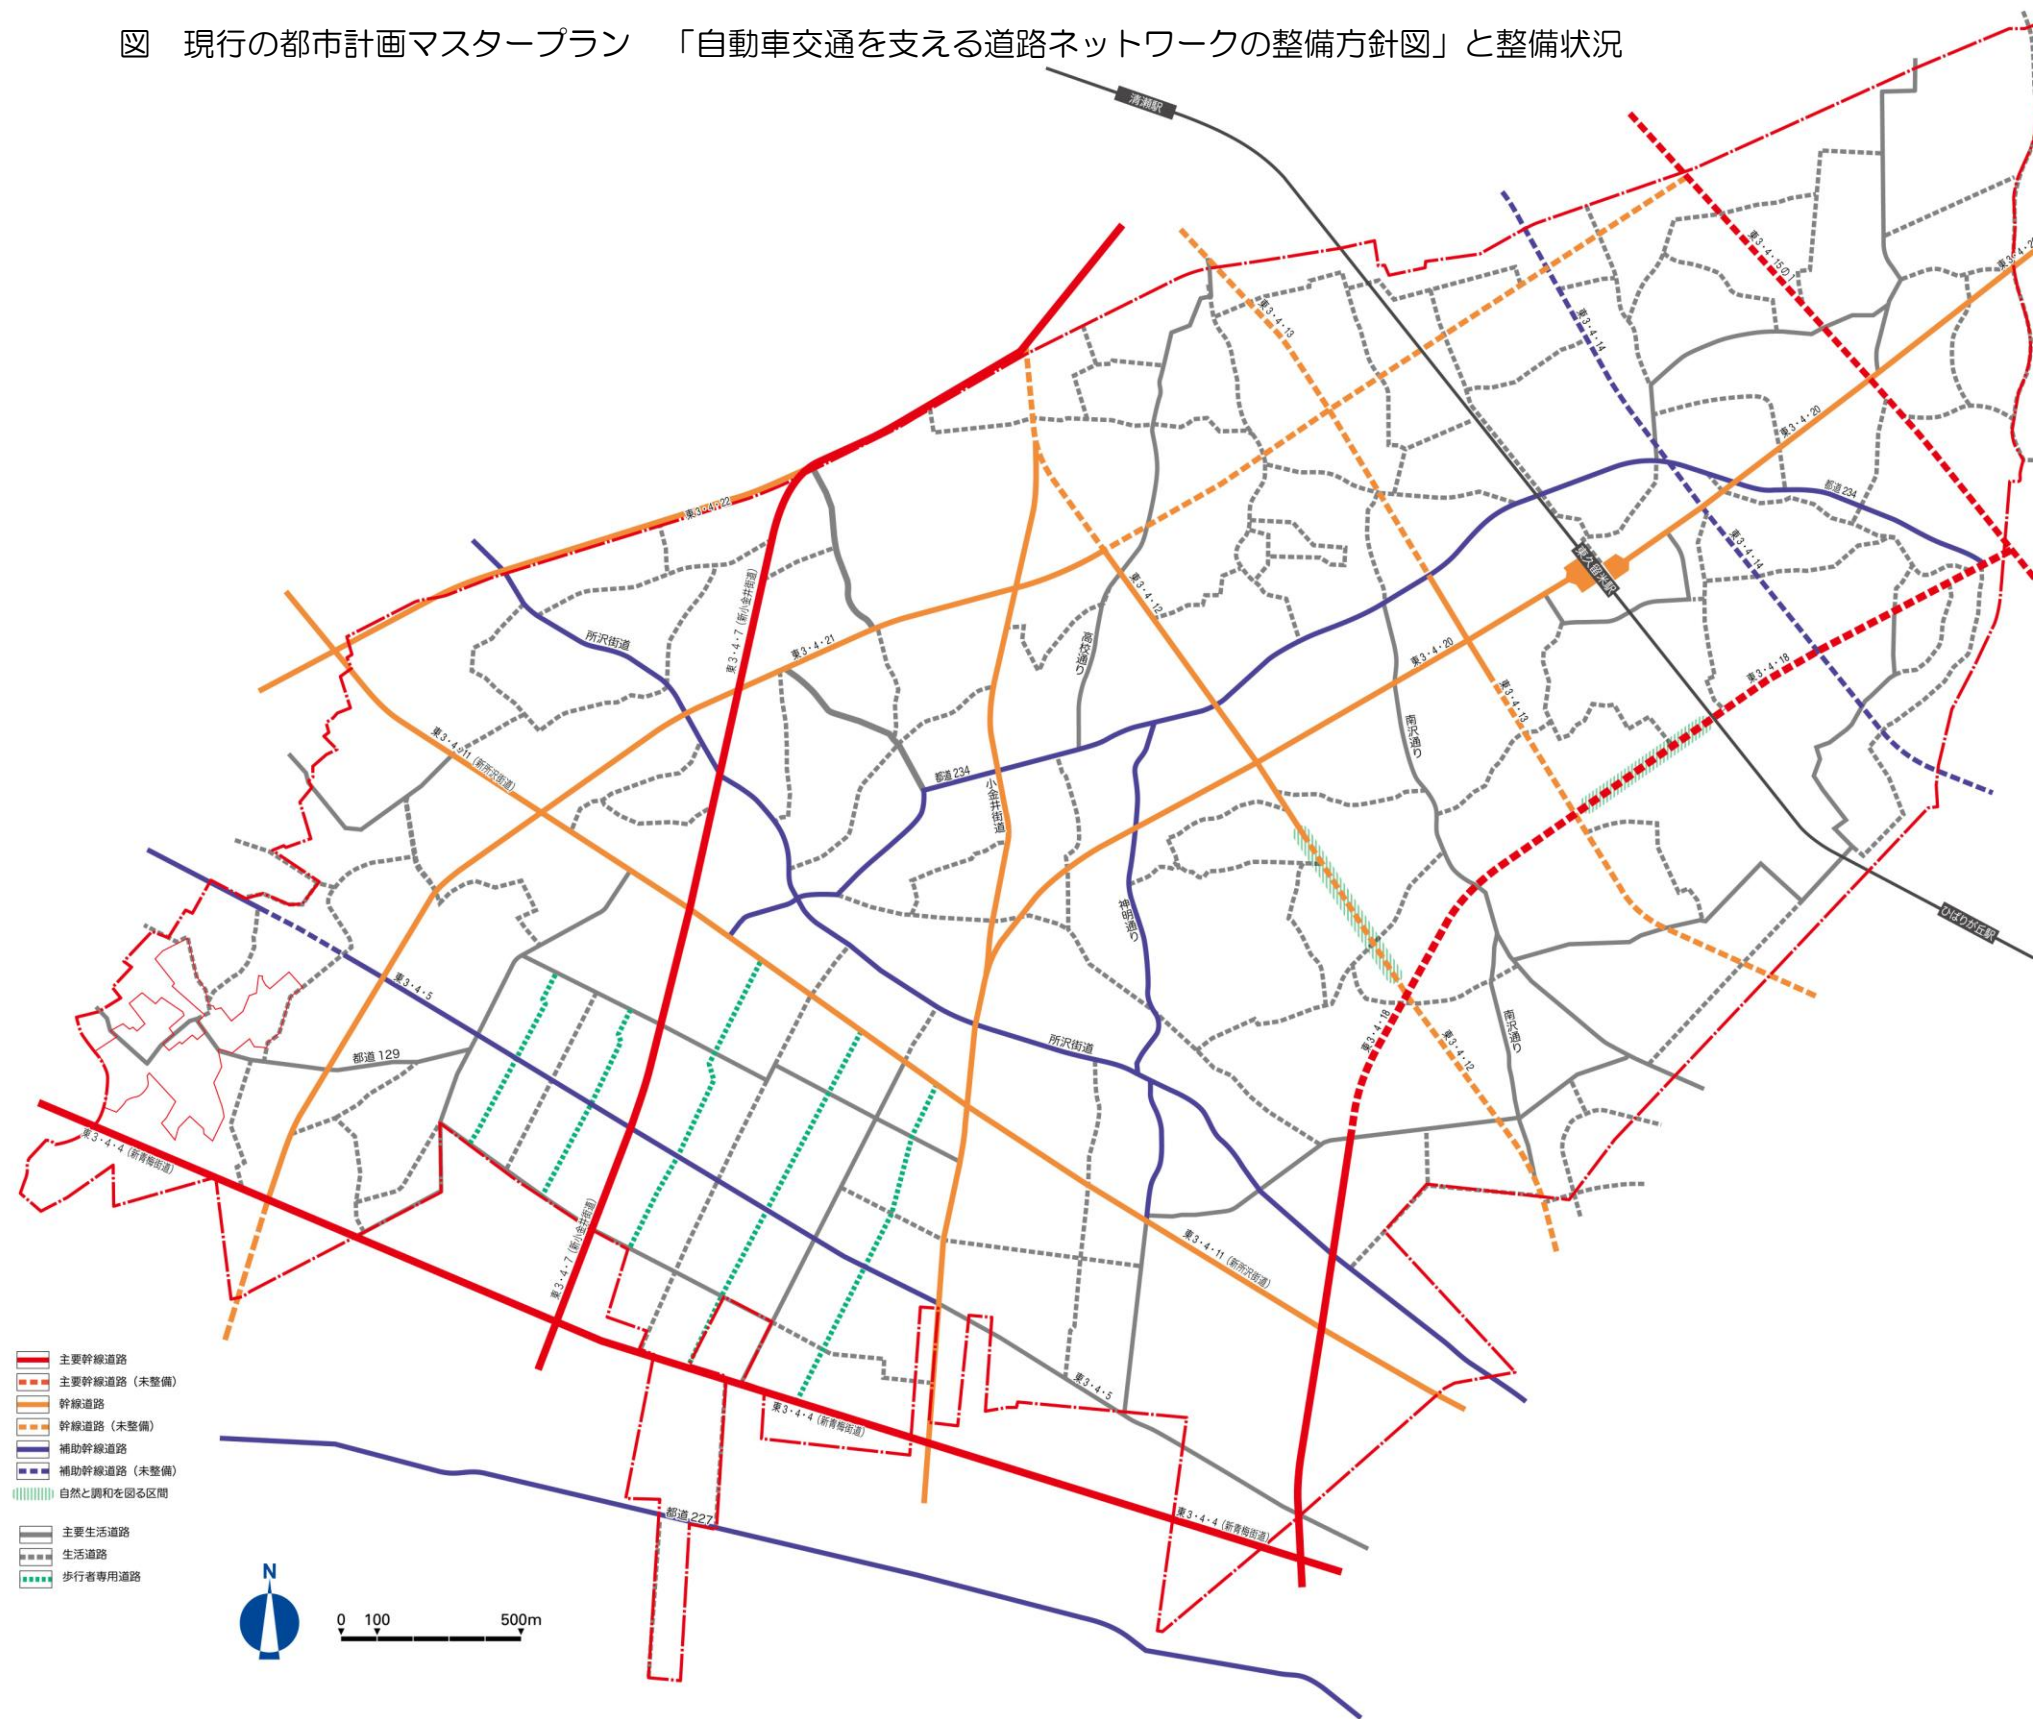 図　現行の都市計画マスタープラン　「自動車交通を支える道路ネットワークの整備方針図」と整備状況
清瀬駅
東3・4・15の1
東3・4・20
東3・4・13
東3・4・14
東3・4・20
都道234
東3・4・22
東3・4・14
東久留米駅
東3・4・7（新小金井街道）
所沢街道
東3・4・21
高校通り
東3・4・12
東3・4・20
東3・4・18
東3・4・13
南沢通り
東3・4・11（新所沢街道）
都道234
小金井街道
神明通り
ひばりが丘駅
東3・4・5
都道129
所沢街道
東3・4・18
東3・4・12
南沢通り
東3・4・4（新青梅街道）
東3・4・7（新小金井街道）
東3・4・11（新所沢街道）
東3・4・5
東3・4・4（新青梅街道）
都道227
東3・4・4（新青梅街道）
主要幹線道路
主要幹線道路（未整備）
幹線道路
幹線道路（未整備）
補助幹線道路
補助幹線道路（未整備）
自然と調和を図る区間
主要生活道路
生活道路
歩行者専用道路
N
0 100 500m